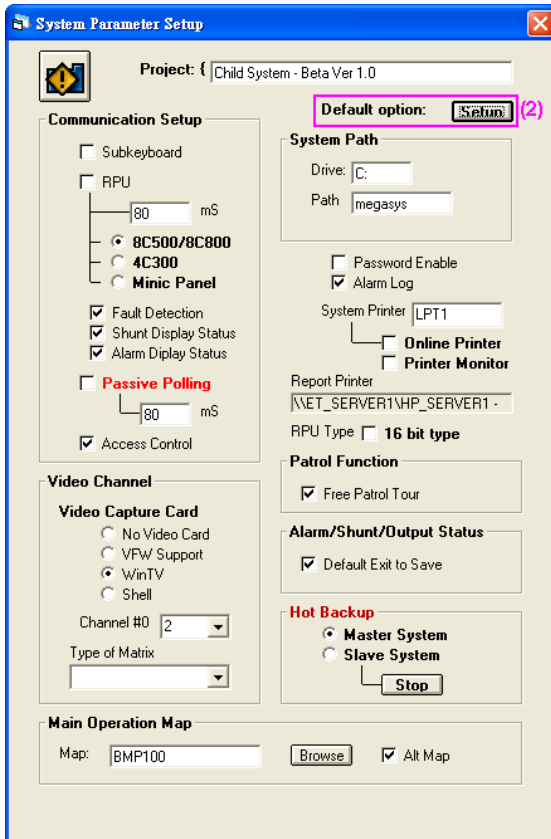 System Parameter Setup
Project: { Child System - Beta Ver 1.0
Default option: Setup (2)
Communication Setup
Subkeyboard
RPU
80 mS
8C500/8C800
4C300
Minic Panel
Fault Detection
Shunt Display Status
Alarm Diplay Status
Passive Polling
80 mS
Access Control
System Path
Drive: C:
Path megasys
Password Enable
Alarm Log
System Printer LPT1
Online Printer
Printer Monitor
Report Printer
\\ET_SERVER1\HP_SERVER1 -
RPU Type 16 bit type
Patrol Function
Free Patrol Tour
Video Channel
Video Capture Card
No Video Card
VFW Support
WinTV
Shell
Channel #0 2
Type of Matrix
Alarm/Shunt/Output Status
Default Exit to Save
Hot Backup
Master System
Slave System
Stop
Main Operation Map
Map: BMP100 Browse Alt Map